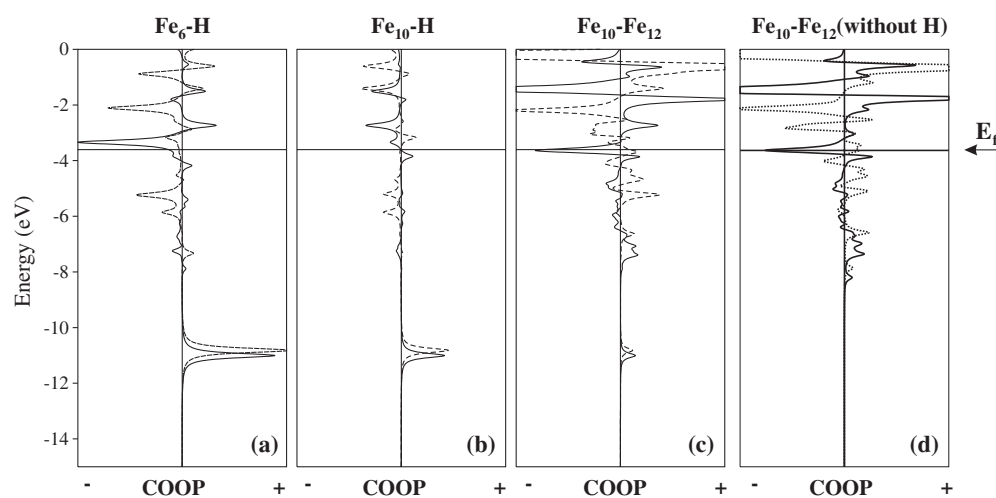 Fe6-H Fe10-H Fe10-Fe12 Fe10-Fe12(without H)
0
-2
Ef
-4
-6
Energy (eV)
-8
-10
-12
-14
(a) (b) (c) (d)
- COOP + - COOP + - COOP + - COOP +